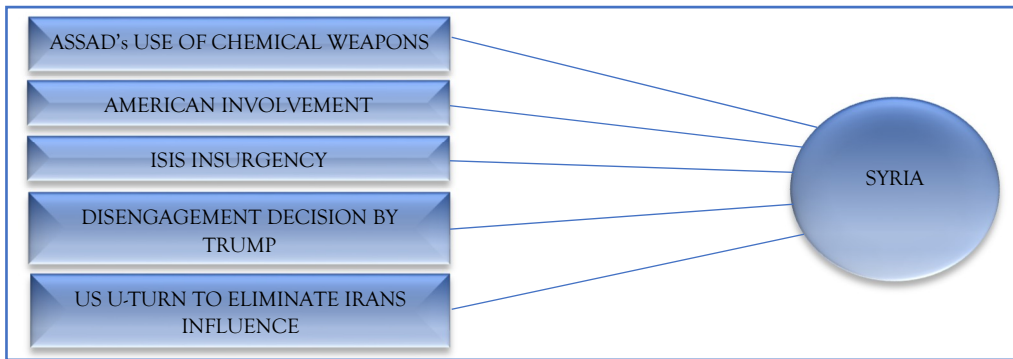 ASSAD's USE OF CHEMICAL WEAPONS
AMERICAN INVOLVEMENT
ISIS INSURGENCY
DISENGAGEMENT DECISION BY
TRUMP
US U-TURN TO ELIMINATE IRANS
INFLUENCE
SYRIA